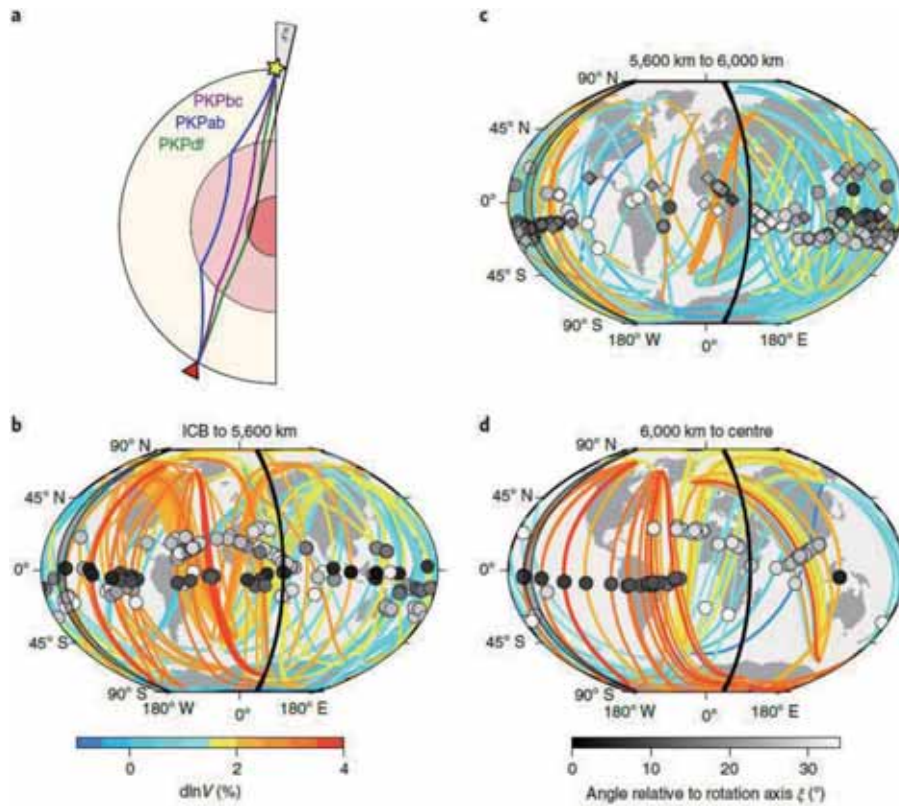 a
ξ
PKPbc
PKPab
PKPdf
c
5,600 km to 6,000 km
90° N
45° N
0°
45° S
90° S
180° W
0°
180° E
b
ICB to 5,600 km
90° N
45° N
0°
45° S
90° S
180° W
0°
180° E
0
2
4
dlnV (%)
d
6,000 km to centre
90° N
45° N
0°
45° S
90° S
180° W
0°
180° E
0
10
20
30
Angle relative to rotation axis ξ (°)